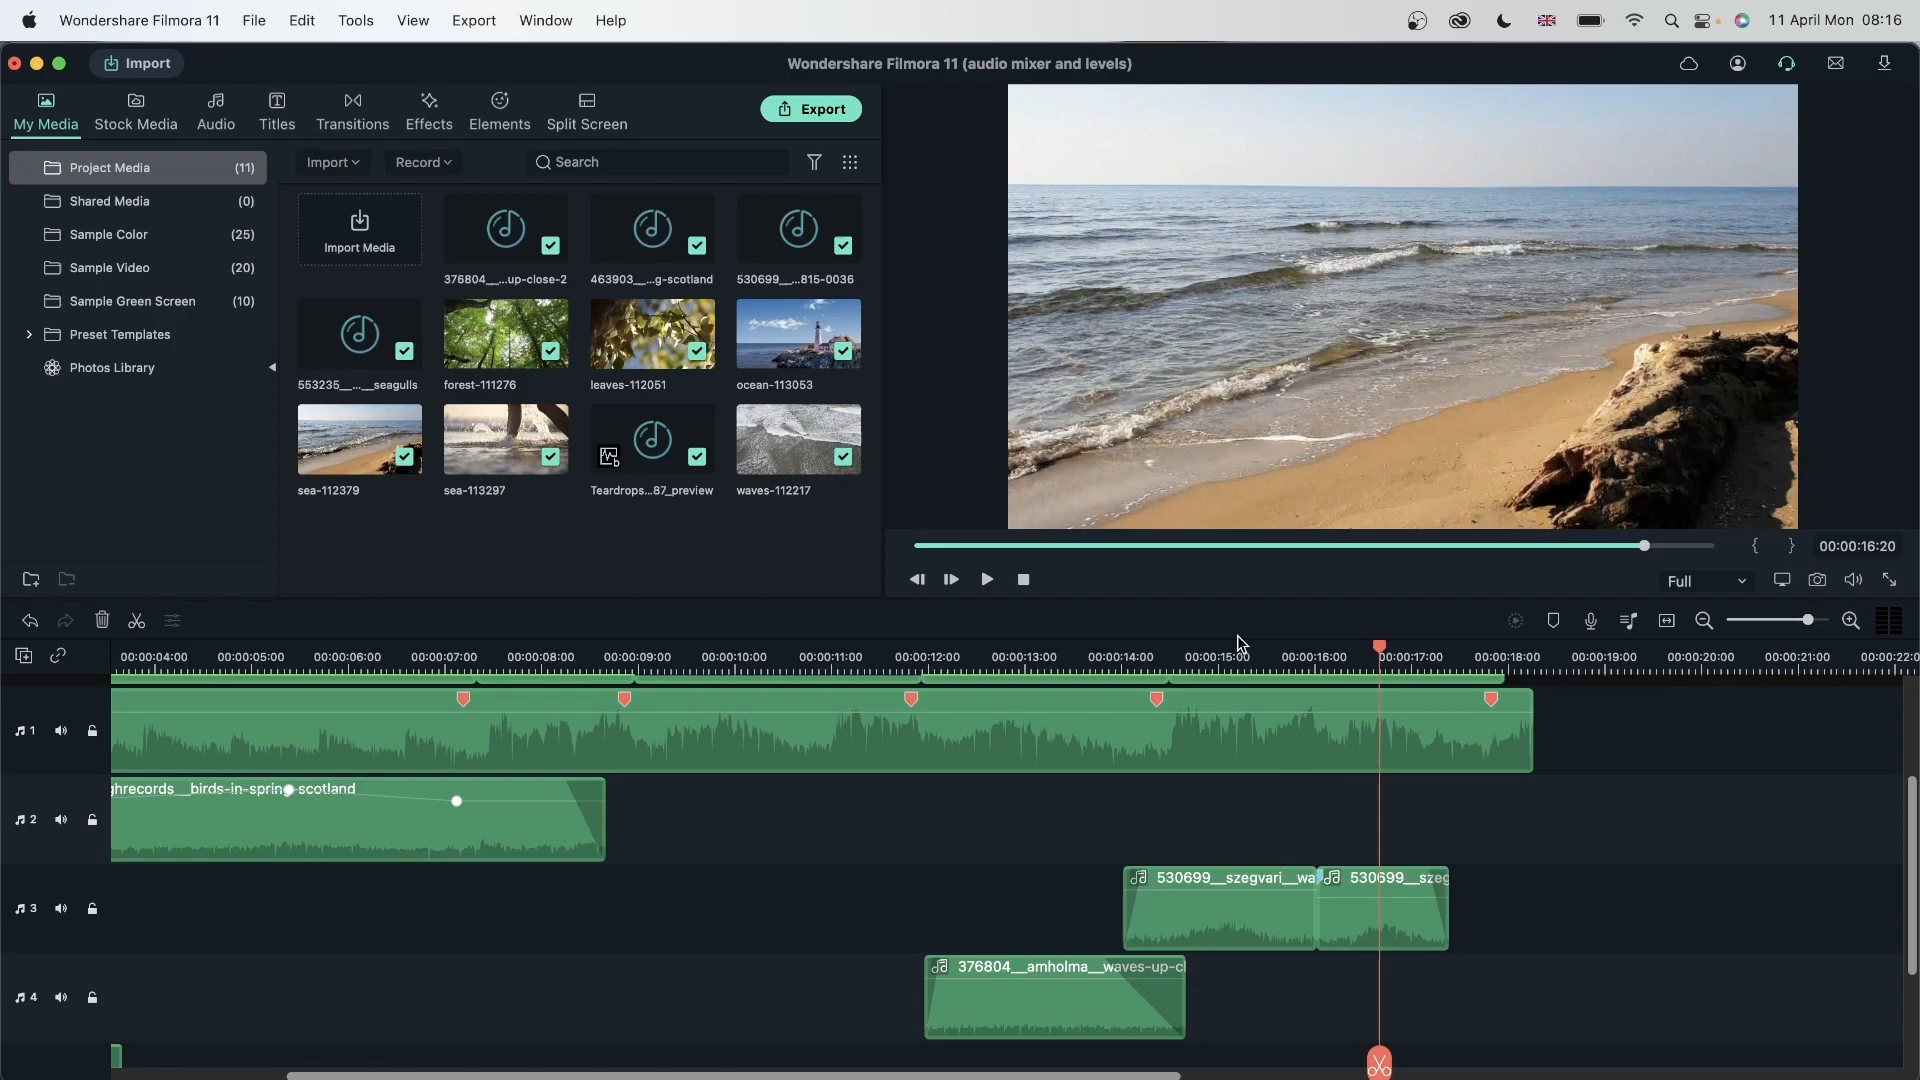 Wondershare Filmora 11 File Edit Tools View Export Window Help 11 April Mon 08:16
Import Wondershare Filmora 11 (audio mixer and levels)
My Media Stock Media Audio Titles Transitions Effects Elements Split Screen Export
Project Media (11)
Shared Media (0)
Sample Color (25)
Sample Video (20)
Sample Green Screen (10)
Preset Templates
Photos Library
Import Record Search
Import Media
376804__...up-close-2 463903__...g-scotland 530699__...815-0036
553235__...__seagulls forest-111276 leaves-112051 ocean-113053
sea-112379 sea-113297 Teardrops...87_preview waves-112217
{ } 00:00:16:20
Full
00:00:04:00 00:00:05:00 00:00:06:00 00:00:07:00 00:00:08:00 00:00:09:00 00:00:10:00 00:00:11:00 00:00:12:00 00:00:13:00 00:00:14:00 00:00:15:00 00:00:16:00 00:00:17:00 00:00:18:00 00:00:19:00 00:00:20:00 00:00:21:00 00:00:22:0
1
ghrecords__birds-in-spring-scotland
2
530699__szegvari__wa 530699__szeg
3
376804__amholma__waves-up-cl
4